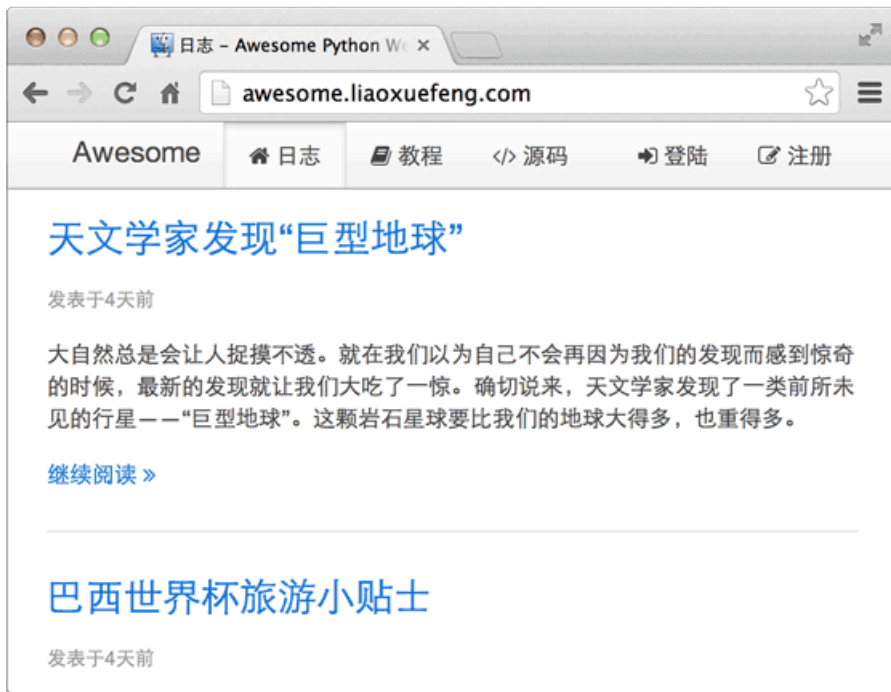 日志 – Awesome Python We
awesome.liaoxuefeng.com
Awesome 日志 教程 </> 源码 登陆 注册
天文学家发现“巨型地球”
发表于4天前
大自然总是会让人捉摸不透。就在我们以为自己不会再因为我们的发现而感到惊奇
的时候，最新的发现就让我们大吃了一惊。确切说来，天文学家发现了一类前所未
见的行星——“巨型地球”。这颗岩石星球要比我们的地球大得多，也重得多。
继续阅读 »
巴西世界杯旅游小贴士
发表于4天前